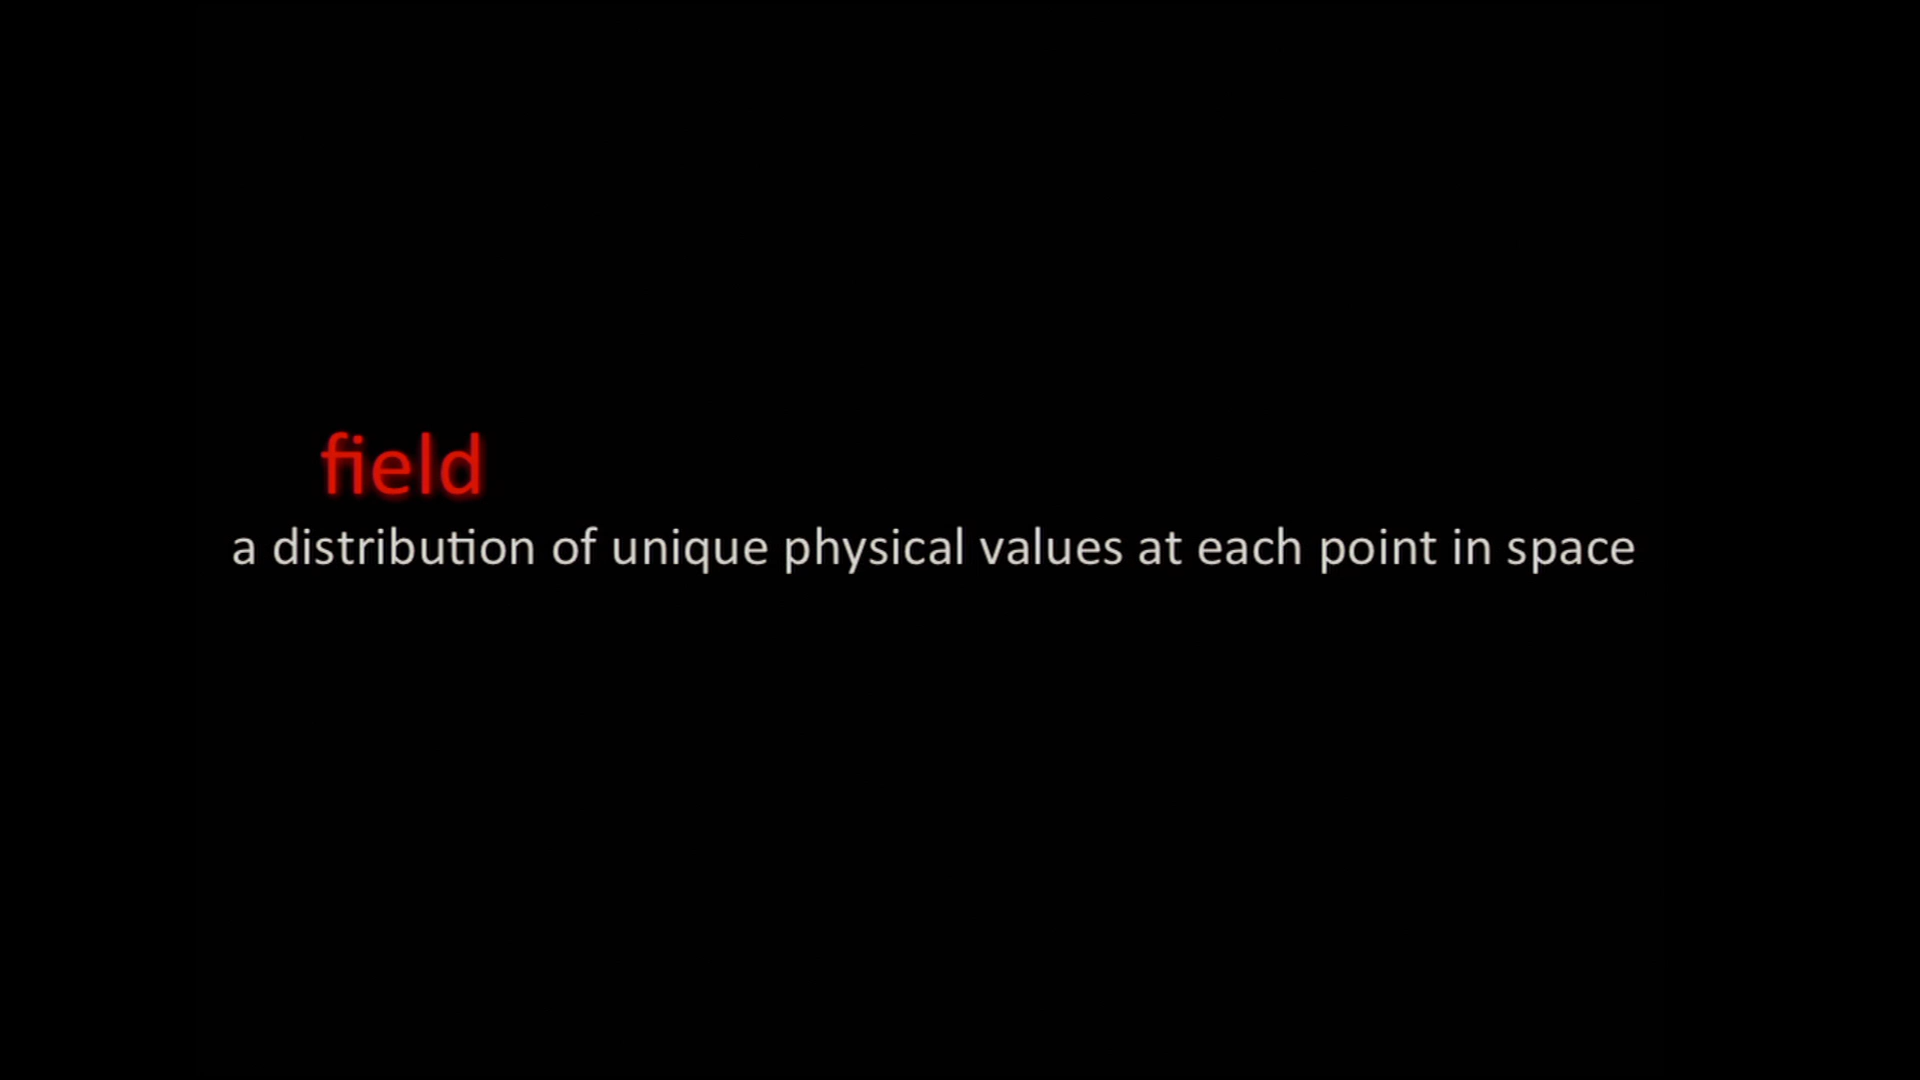 field
a distribution of unique physical values at each point in space